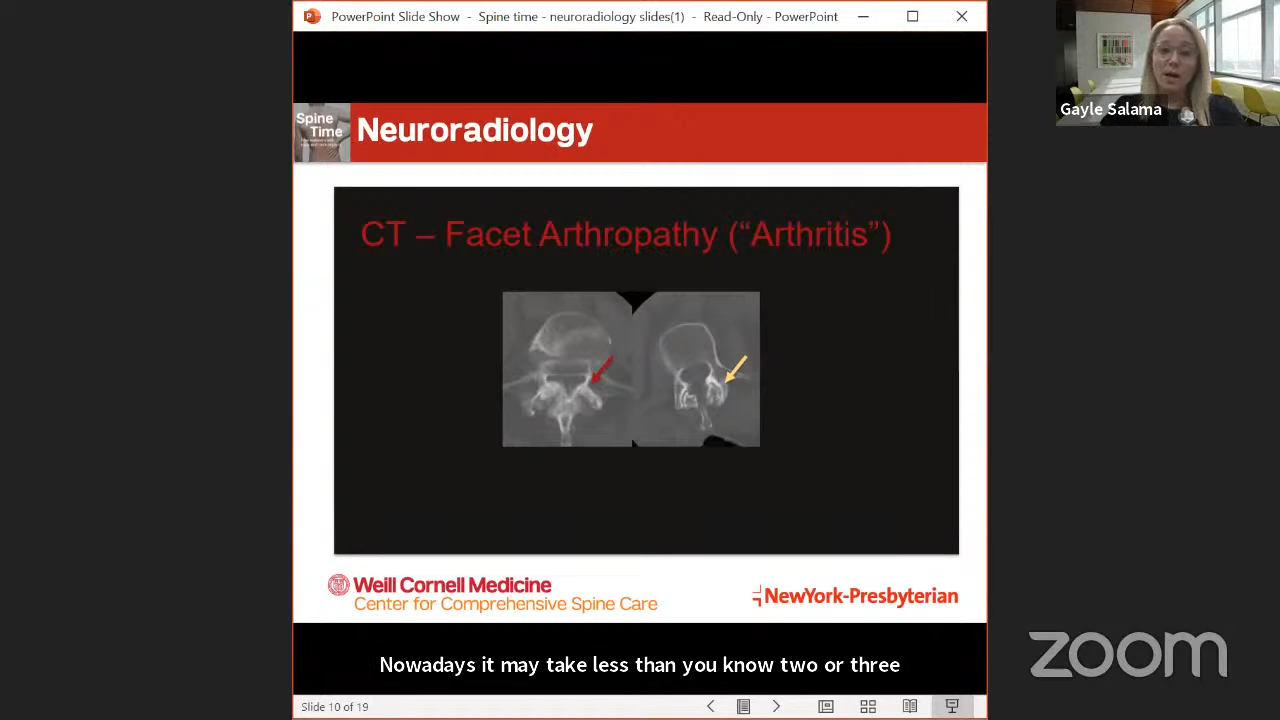 PowerPoint Slide Show - Spine time - neuroradiology slides(1) - Read-Only - PowerPoint
Gayle Salama
Spine
Time
Neuroradiology
CT – Facet Arthropathy (“Arthritis”)
Weill Cornell Medicine
Center for Comprehensive Spine Care
NewYork-Presbyterian
Nowadays it may take less than you know two or three
zoom
Slide 10 of 19